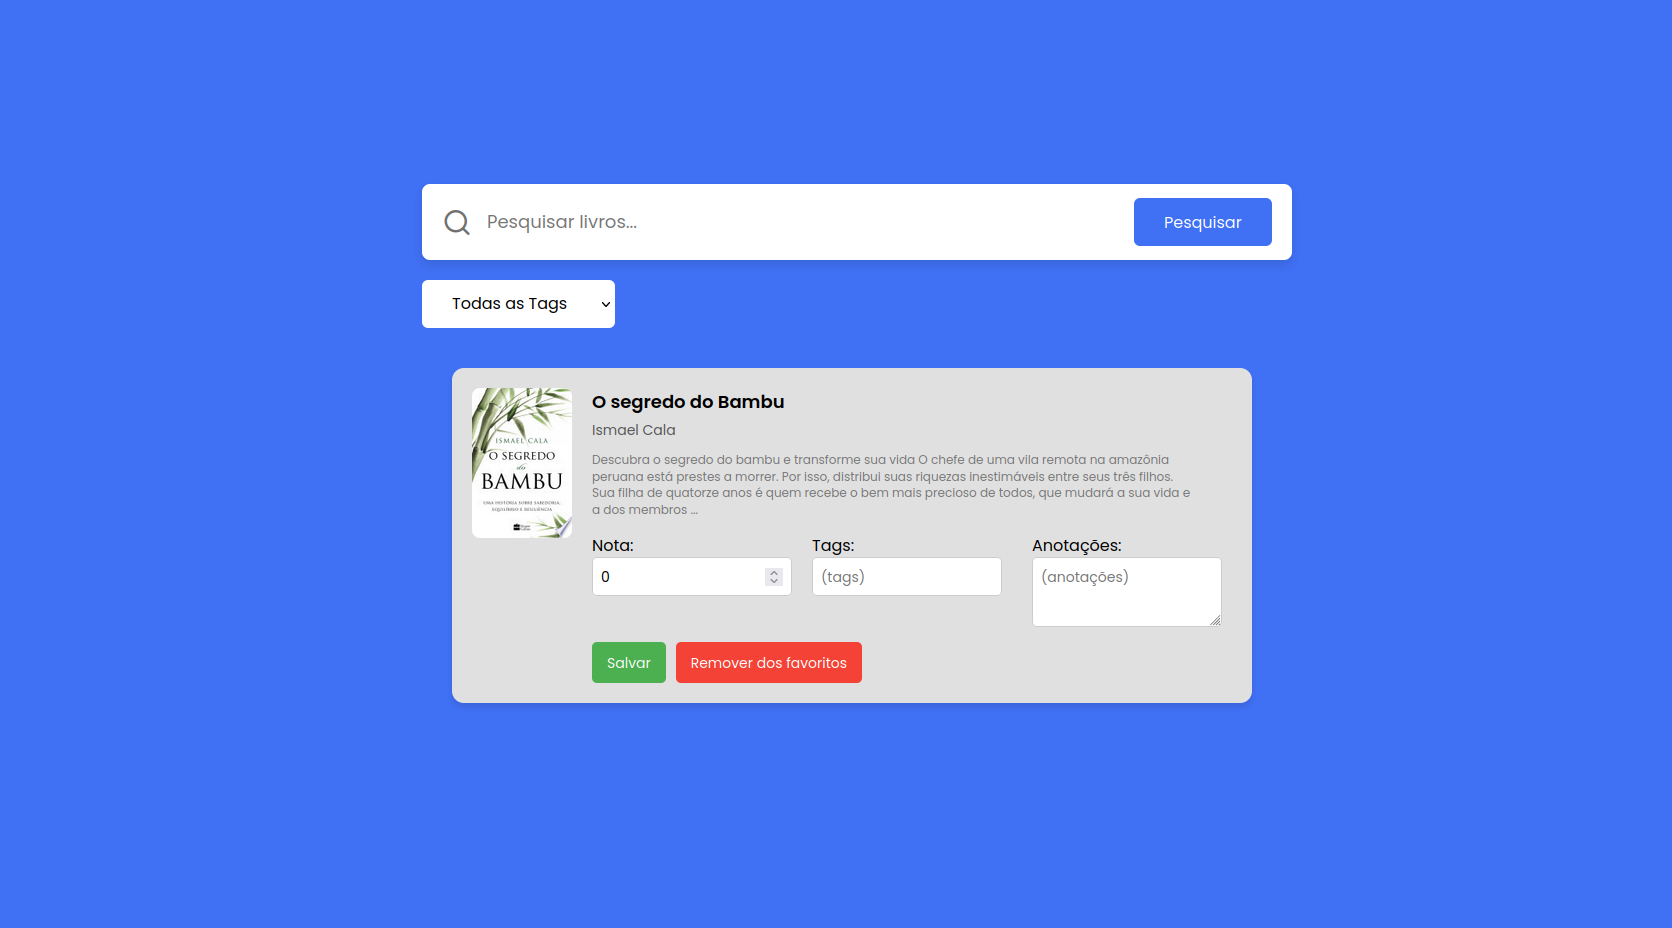 Pesquisar livros...
Pesquisar
Todas as Tags
ISMAEL CALA
O SEGREDO
do
BAMBU
UMA HISTÓRIA SOBRE SABEDORIA,
EQUILÍBRIO E RESILIÊNCIA
O segredo do Bambu
Ismael Cala
Descubra o segredo do bambu e transforme sua vida O chefe de uma vila remota na amazônia
peruana está prestes a morrer. Por isso, distribui suas riquezas inestimáveis entre seus três filhos.
Sua filha de quatorze anos é quem recebe o bem mais precioso de todos, que mudará a sua vida e
a dos membros ...
Nota:
0
Tags:
(tags)
Anotações:
(anotações)
Salvar
Remover dos favoritos